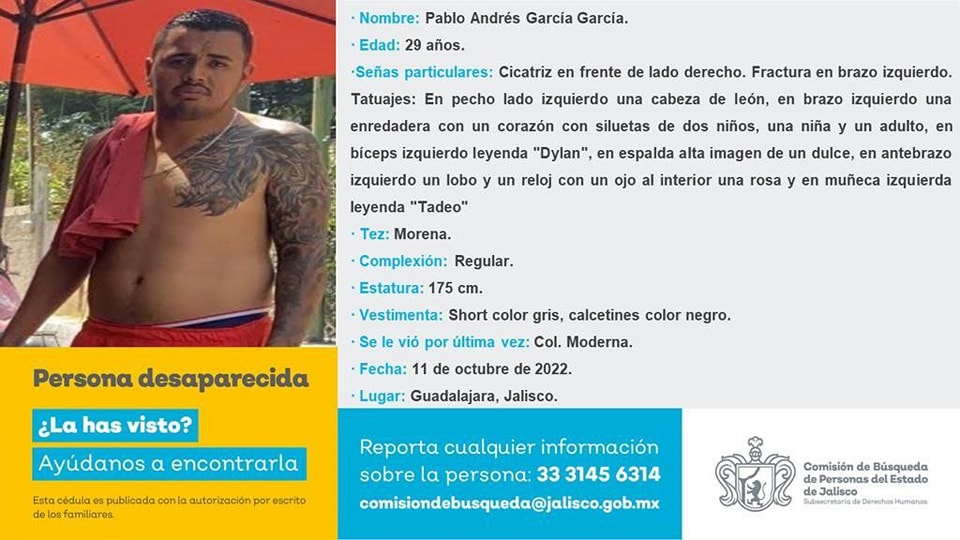 · Nombre: Pablo Andrés García García.
· Edad: 29 años.
·Señas particulares: Cicatriz en frente de lado derecho. Fractura en brazo izquierdo.
Tatuajes: En pecho lado izquierdo una cabeza de león, en brazo izquierdo una
enredadera con un corazón con siluetas de dos niños, una niña y un adulto, en
bíceps izquierdo leyenda "Dylan", en espalda alta imagen de un dulce, en antebrazo
izquierdo un lobo y un reloj con un ojo al interior una rosa y en muñeca izquierda
leyenda "Tadeo"
· Tez: Morena.
· Complexión: Regular.
· Estatura: 175 cm.
· Vestimenta: Short color gris, calcetines color negro.
· Se le vió por última vez: Col. Moderna.
· Fecha: 11 de octubre de 2022.
· Lugar: Guadalajara, Jalisco.
Persona desaparecida
¿La has visto?
Ayúdanos a encontrarla
Esta cédula es publicada con la autorización por escrito
de los familiares.
Reporta cualquier información
sobre la persona: 33 3145 6314
comisiondebusqueda@jalisco.gob.mx
Comisión de Búsqueda
de Personas del Estado
de Jalisco
Subsecretaría de Derechos Humanos